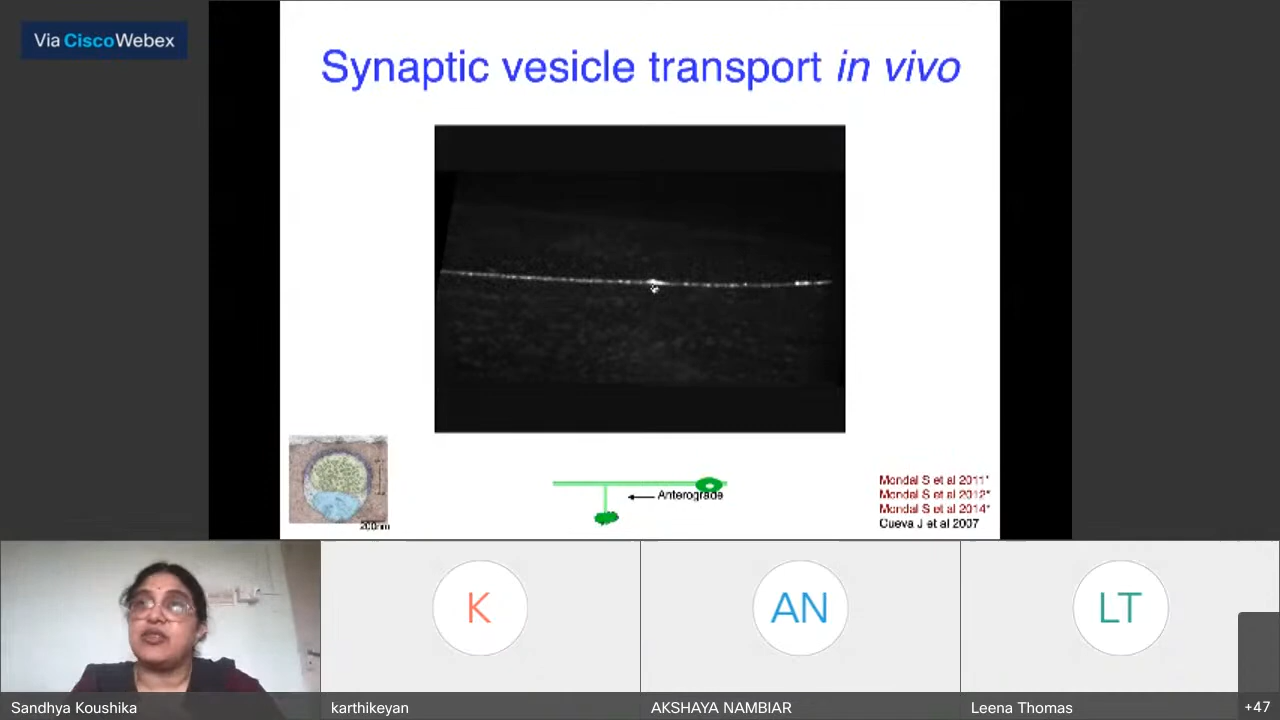 Via CiscoWebex
Synaptic vesicle transport in vivo
200nm
Anterograde
Mondal S et al 2011*
Mondal S et al 2012*
Mondal S et al 2014*
Cueva J et al 2007
K
AN
LT
Sandhya Koushika
karthikeyan
AKSHAYA NAMBIAR
Leena Thomas
+47